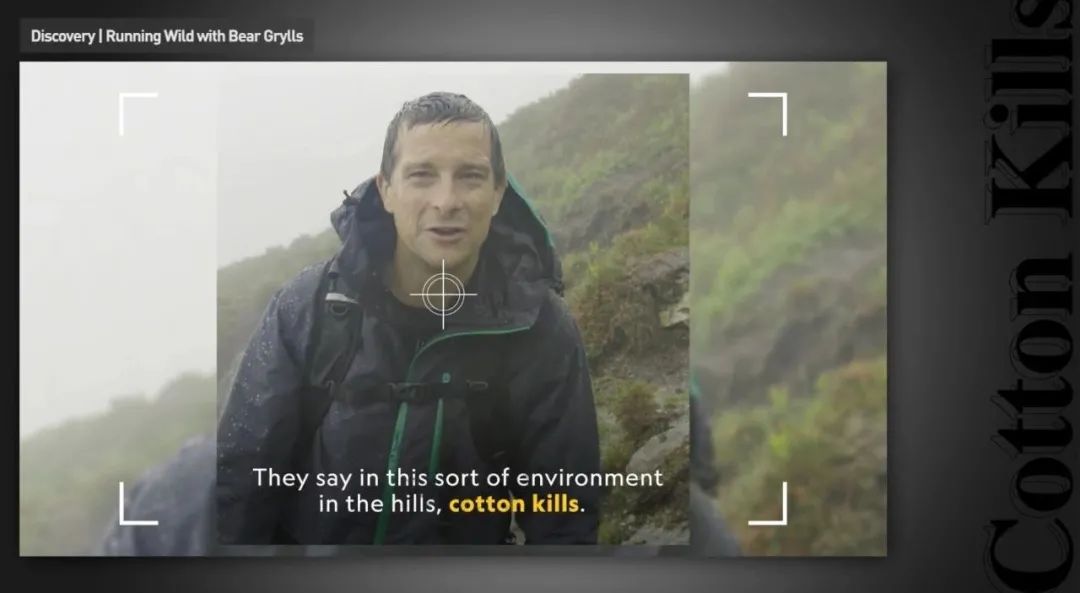 Discovery | Running Wild with Bear Grylls
They say in this sort of environment
in the hills, cotton kills.
Cotton Kills